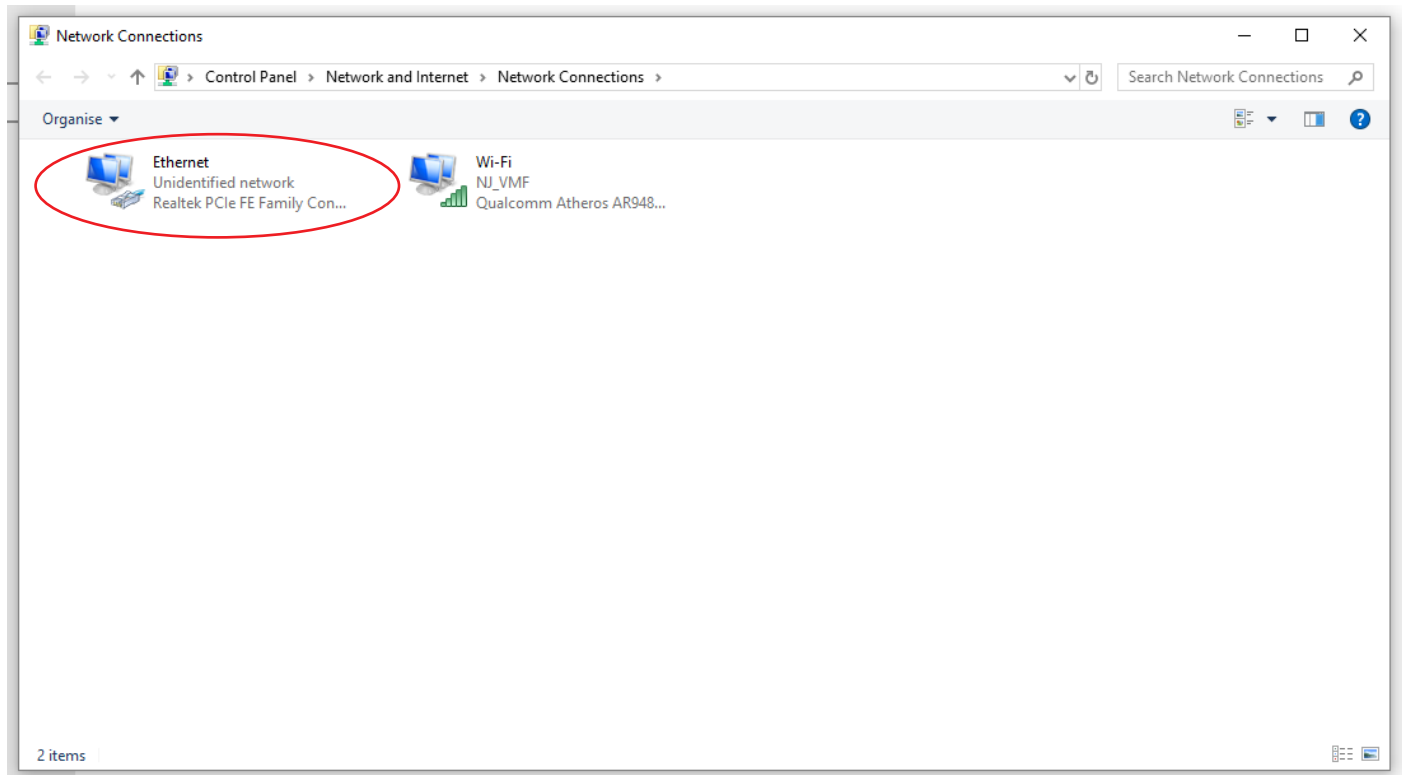 Network Connections
Control Panel > Network and Internet > Network Connections >
Search Network Connections
Organise
?
Ethernet
Unidentified network
Realtek PCIe FE Family Con...
Wi-Fi
NJ_VMF
Qualcomm Atheros AR948...
2 items